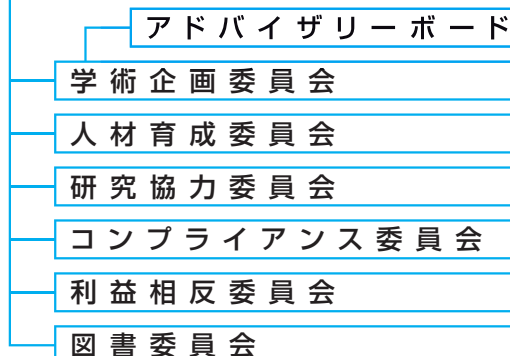 アドバイザリーボード
学術企画委員会
人材育成委員会
研究協力委員会
コンプライアンス委員会
利益相反委員会
図書委員会